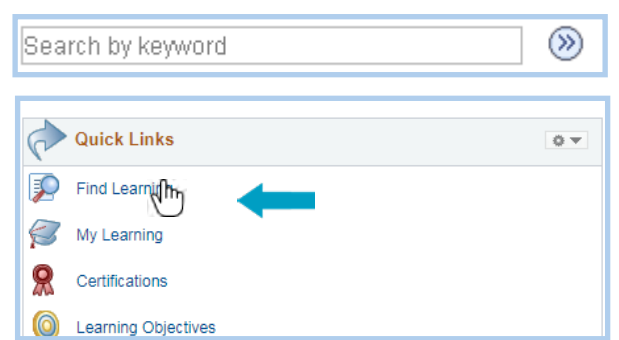 Search by keyword
Quick Links
Find Learning
My Learning
Certifications
Learning Objectives